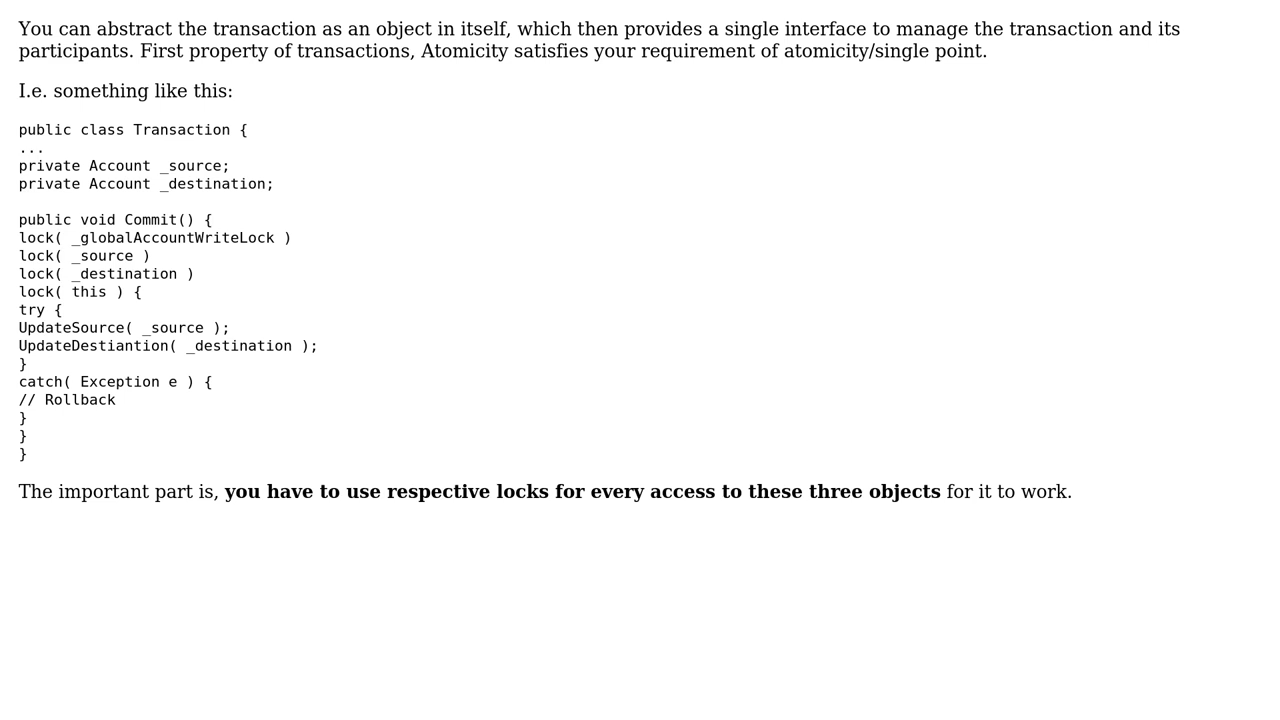 You can abstract the transaction as an object in itself, which then provides a single interface to manage the transaction and its
participants. First property of transactions, Atomicity satisfies your requirement of atomicity/single point.
I.e. something like this:
public class Transaction {
...
private Account _source;
private Account _destination;
public void Commit() {
lock( _globalAccountWriteLock )
lock( _source )
lock( _destination )
lock( this ) {
try {
UpdateSource( _source );
UpdateDestiantion( _destination );
}
catch( Exception e ) {
// Rollback
}
}
}
The important part is, you have to use respective locks for every access to these three objects for it to work.